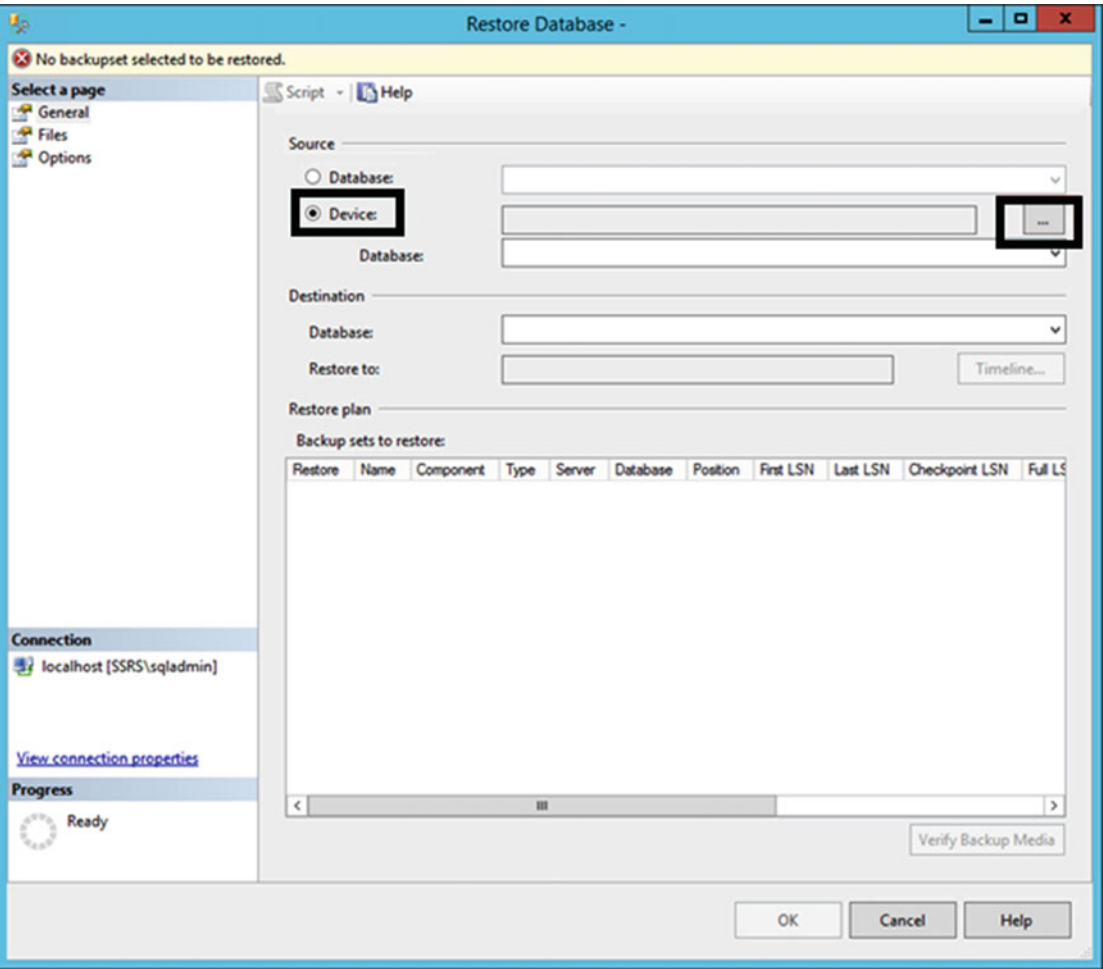 Restore Database -
No backupset selected to be restored.
Select a page
General
Files
Options
Script
Help
Source
Database:
Device:
...
Database:
Destination
Database:
Restore to:
Timeline...
Restore plan
Backup sets to restore:
Restore Name Component Type Server Database Position First LSN Last LSN Checkpoint LSN Full LS
Connection
localhost [SSRS\sqladmin]
View connection properties
Progress
Ready
Verify Backup Media
OK Cancel Help